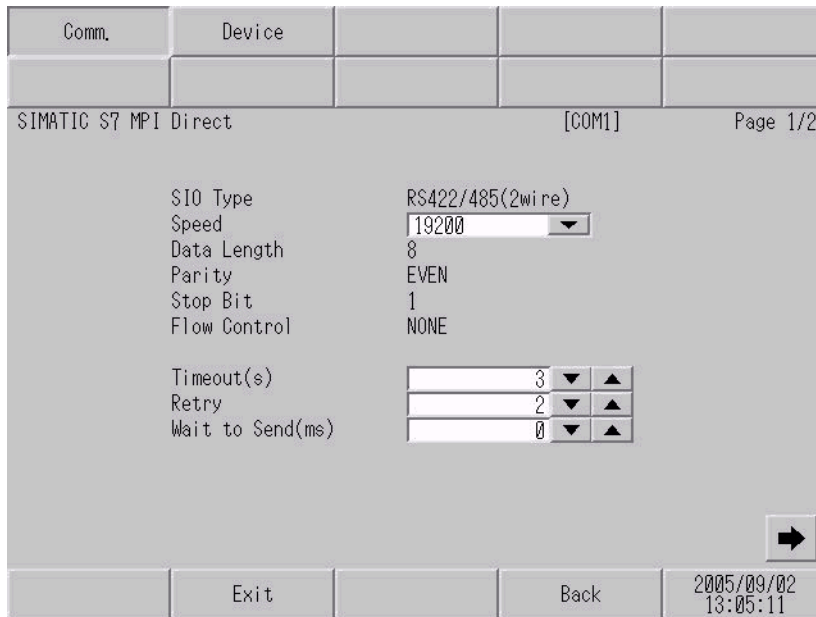 Comm. Device
SIMATIC S7 MPI Direct [COM1] Page 1/2
SIO Type RS422/485(2wire)
Speed 19200
Data Length 8
Parity EVEN
Stop Bit 1
Flow Control NONE
Timeout(s) 3
Retry 2
Wait to Send(ms) 0
Exit Back 2005/09/02
13:05:11